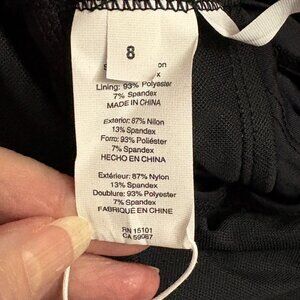 8
Lining: 93% Polyester
7% Spandex
MADE IN CHINA
Exterior: 87% Nilon
13% Spandex
Forro: 93% Poliéster
7% Spandex
HECHO EN CHINA
Extérieur: 87% Nylon
13% Spandex
Doublure: 93% Polyester
7% Spandex
FABRIQUÉ EN CHINE
RN 15101
CA 59087